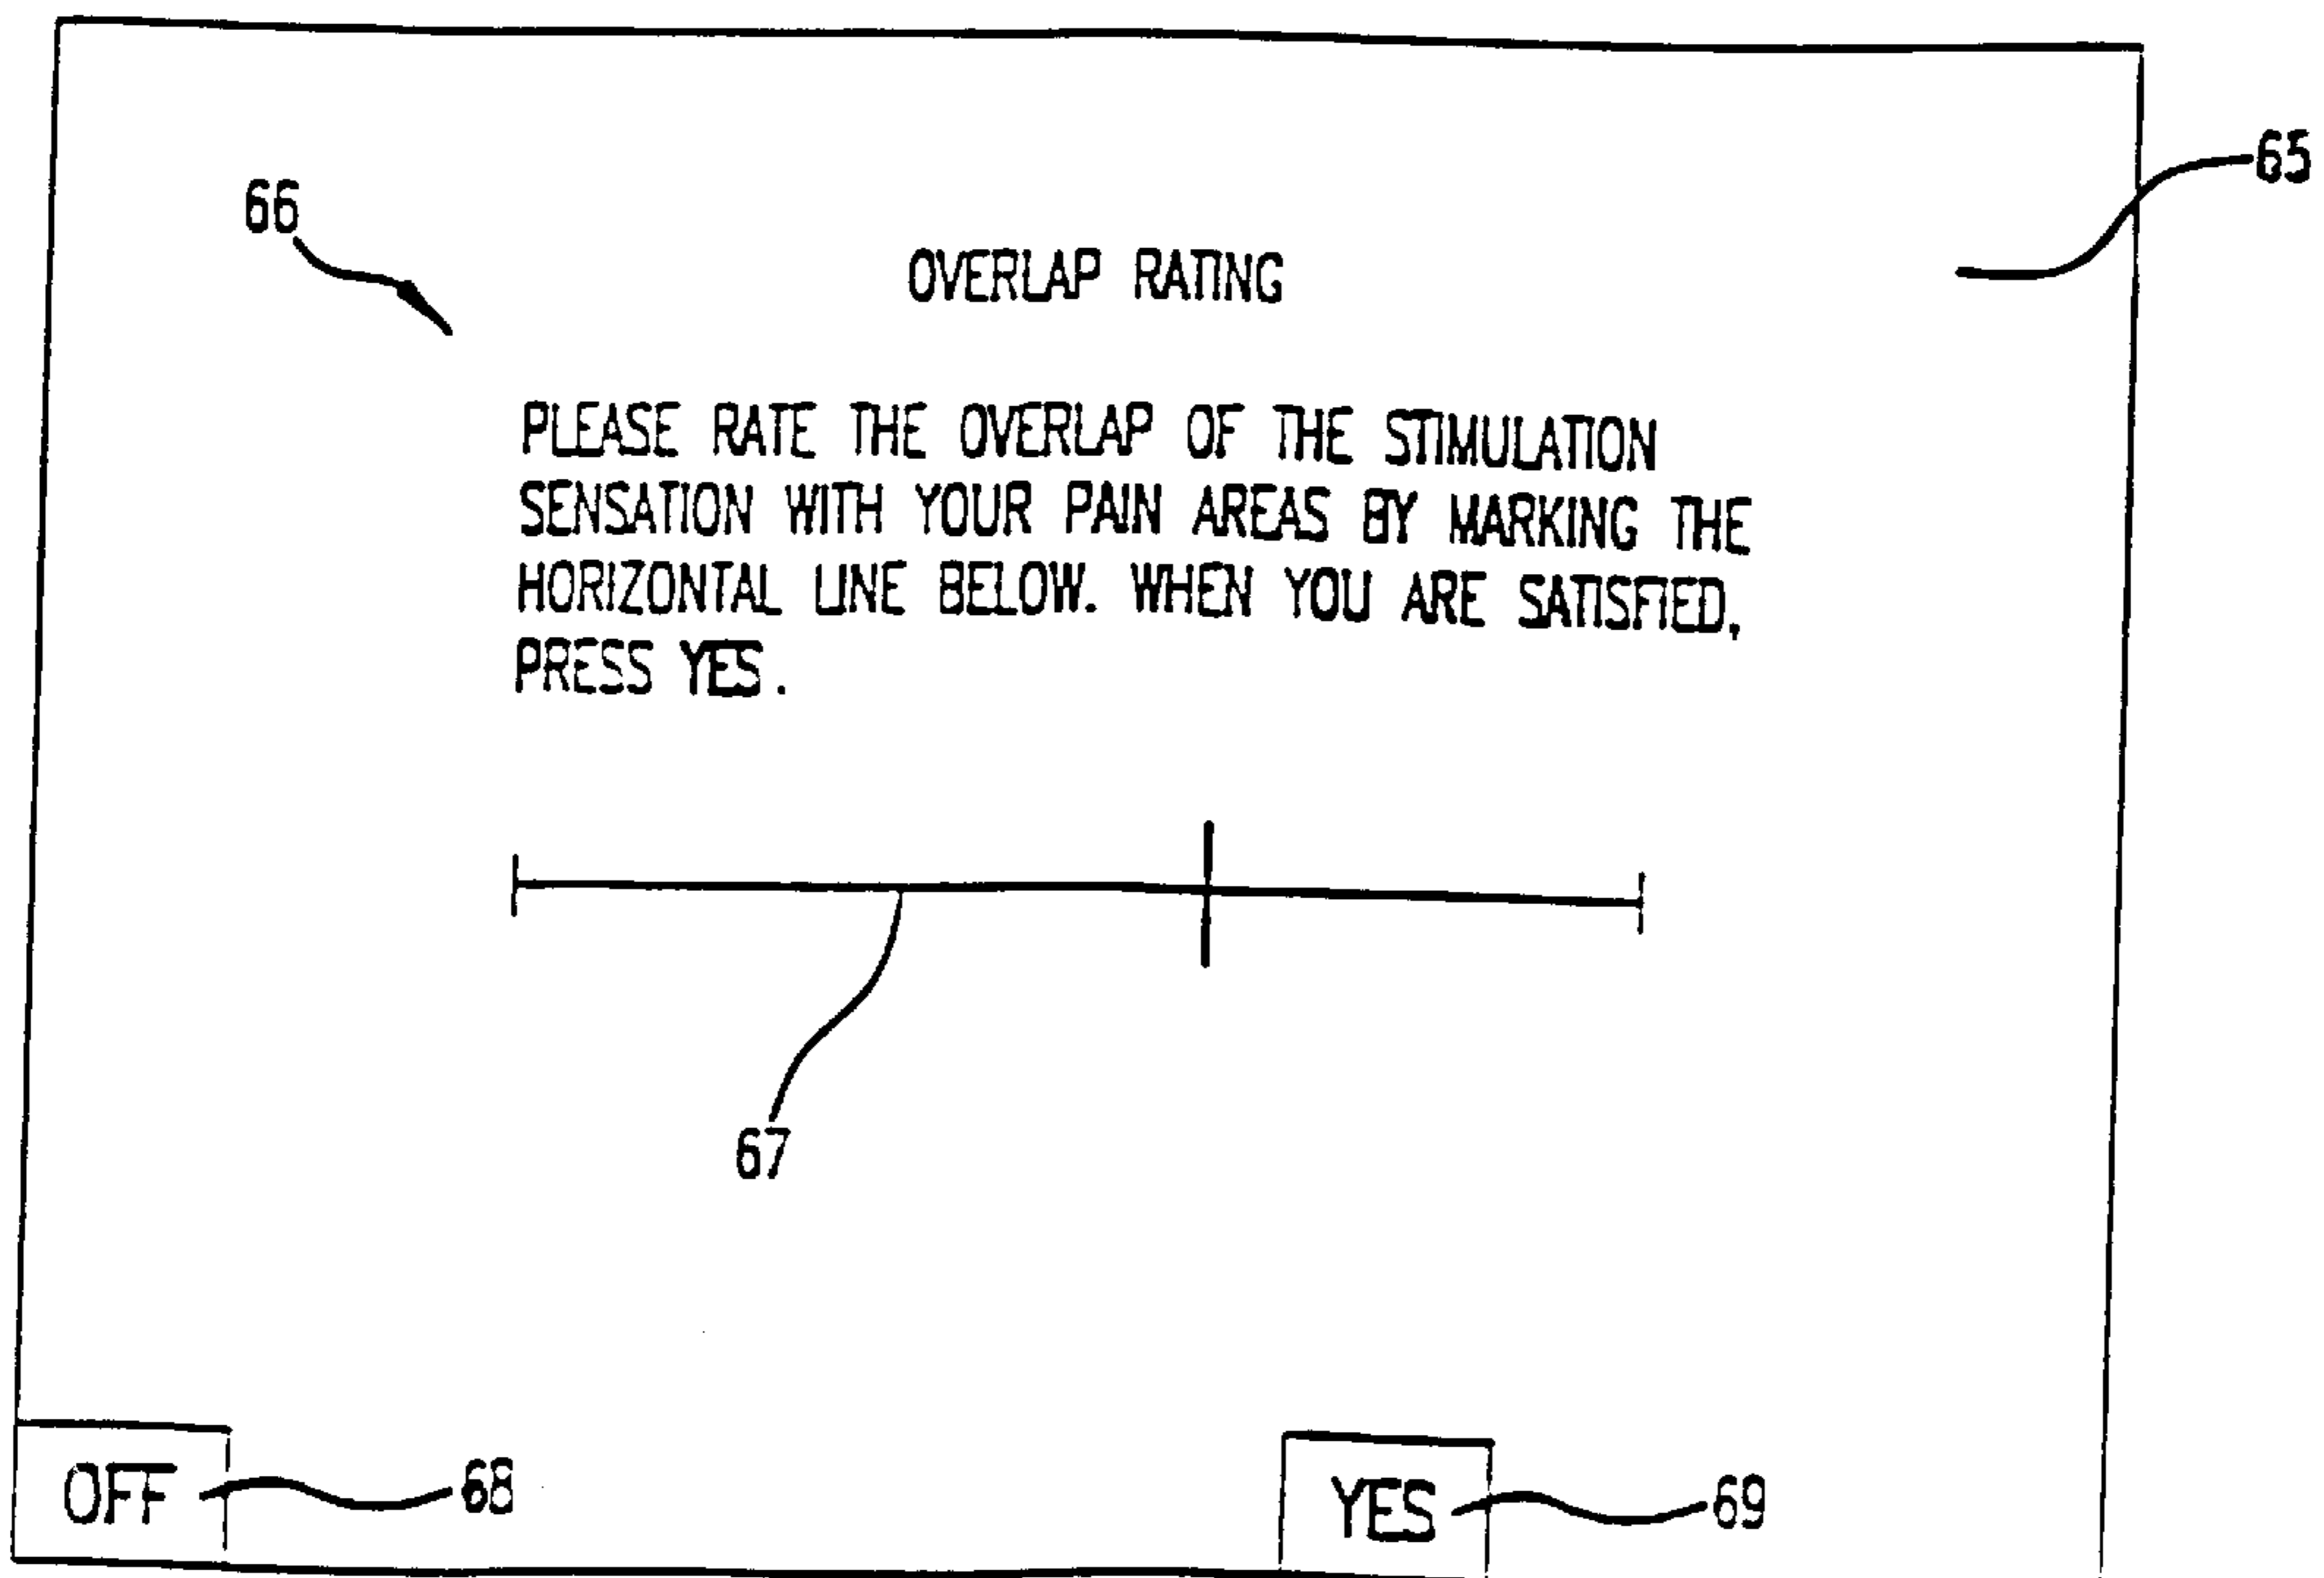 65
66
OVERLAP RATING
PLEASE RATE THE OVERLAP OF THE STIMULATION
SENSATION WITH YOUR PAIN AREAS BY MARKING THE
HORIZONTAL LINE BELOW. WHEN YOU ARE SATISFIED,
PRESS YES.
67
OFF
68
YES
69